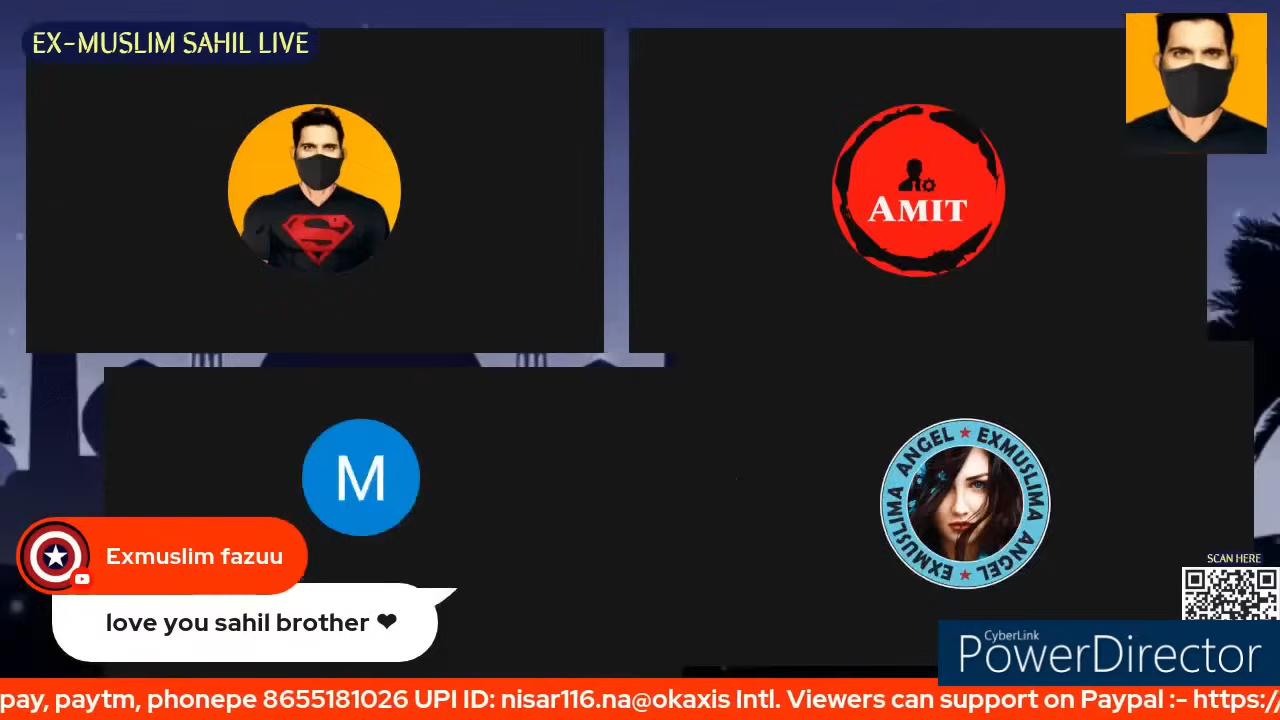 EX-MUSLIM SAHIL LIVE
AMIT
M
EXMUSLIMA ANGEL ★ EXMUSLIMA ANGEL ★
Exmuslim fazuu
love you sahil brother ❤
SCAN HERE
CyberLink
PowerDirector
pay, paytm, phonepe 8655181026 UPI ID: nisar116.na@okaxis Intl. Viewers can support on Paypal :- https:/